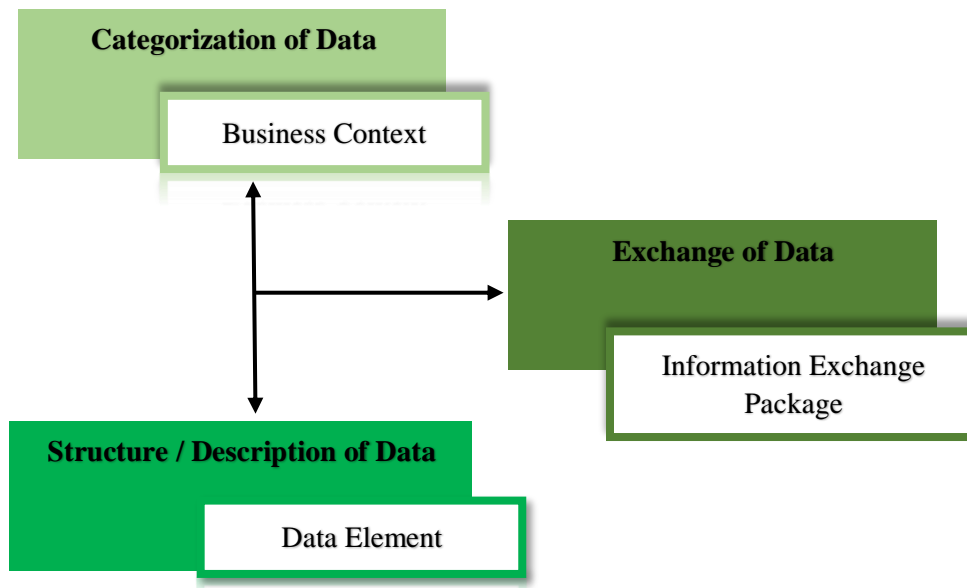 Categorization of Data
Business Context
Exchange of Data
Information Exchange
Package
Structure / Description of Data
Data Element